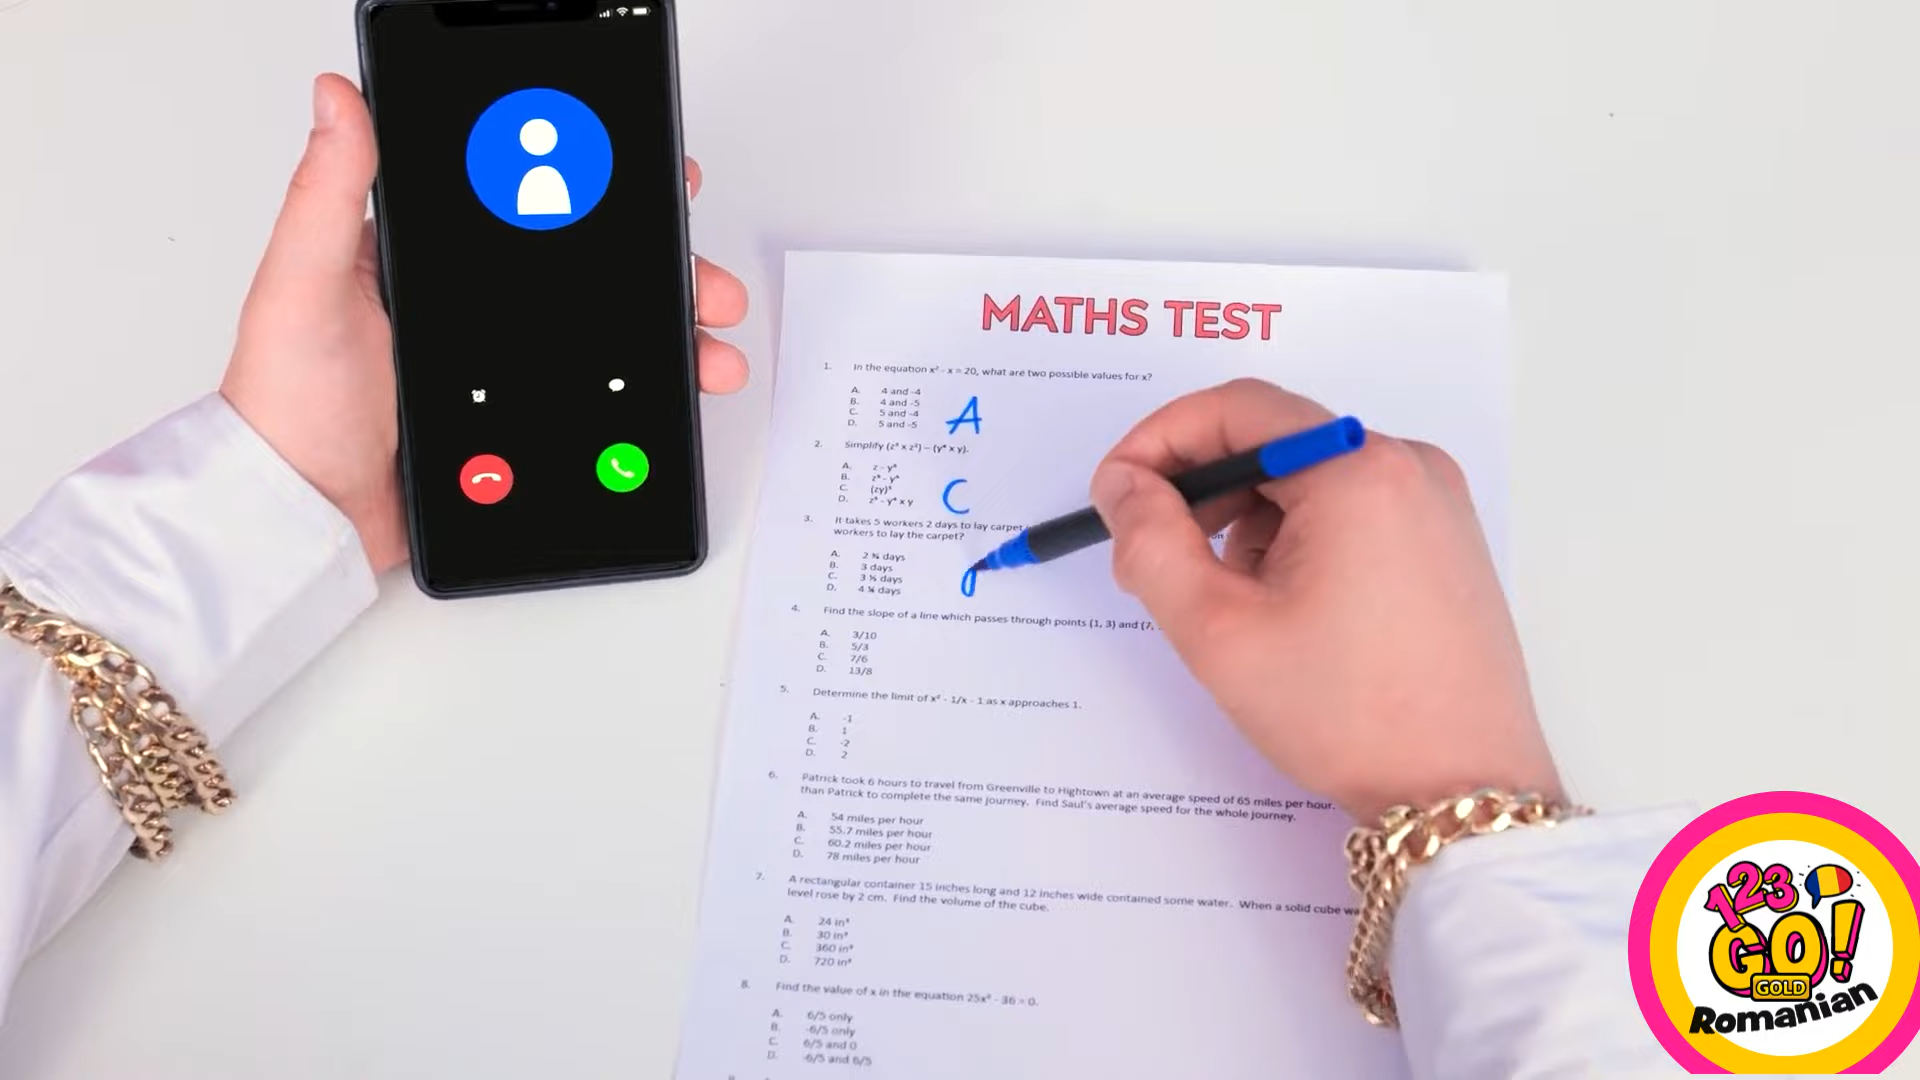 MATHS TEST
1. In the equation x² - x = 20, what are two possible values for x?
A. 4 and -4
B. 4 and -5
C. 5 and -4
D. 5 and -5
A
2. Simplify
A. z - y⁴
C. (zy)
C
3. It takes 5 workers 2 days to lay carpet
workers to lay the carpet?
A. 2 ¾ days
B. 3 days
C. 3 days
D. 4 days
4. Find the slope of a line which passes through points (1, 3) and (7,
A. 3/10
B. 5/3
C. 7/6
D. 13/8
5. Determine the limit of x² - 1/x - 1 as x approaches 1.
A. -1
B. 1
C. -2
D. 2
6. Patrick took 6 hours to travel from Greenville to Hightown at an average speed of 65 miles per hour.
than Patrick to complete the same journey. Find Saul's average speed for the whole journey.
A. 54 miles per hour
B. 55.7 miles per hour
C. 60.2 miles per hour
D. 78 miles per hour
7. A rectangular container 15 inches long and 12 inches wide contained some water. When a solid cube wa
level rose by 2 cm. Find the volume of the cube.
A. 24 in³
B. 30 in³
C. 360 in³
D. 720 in³
8. Find the value of x in the equation 25x² - 36 = 0.
A. 6/5 only
B. -6/5 only
C. 6/5 and 0
D. -6/5 and 6/5
123
GO!
GOLD
Romanian